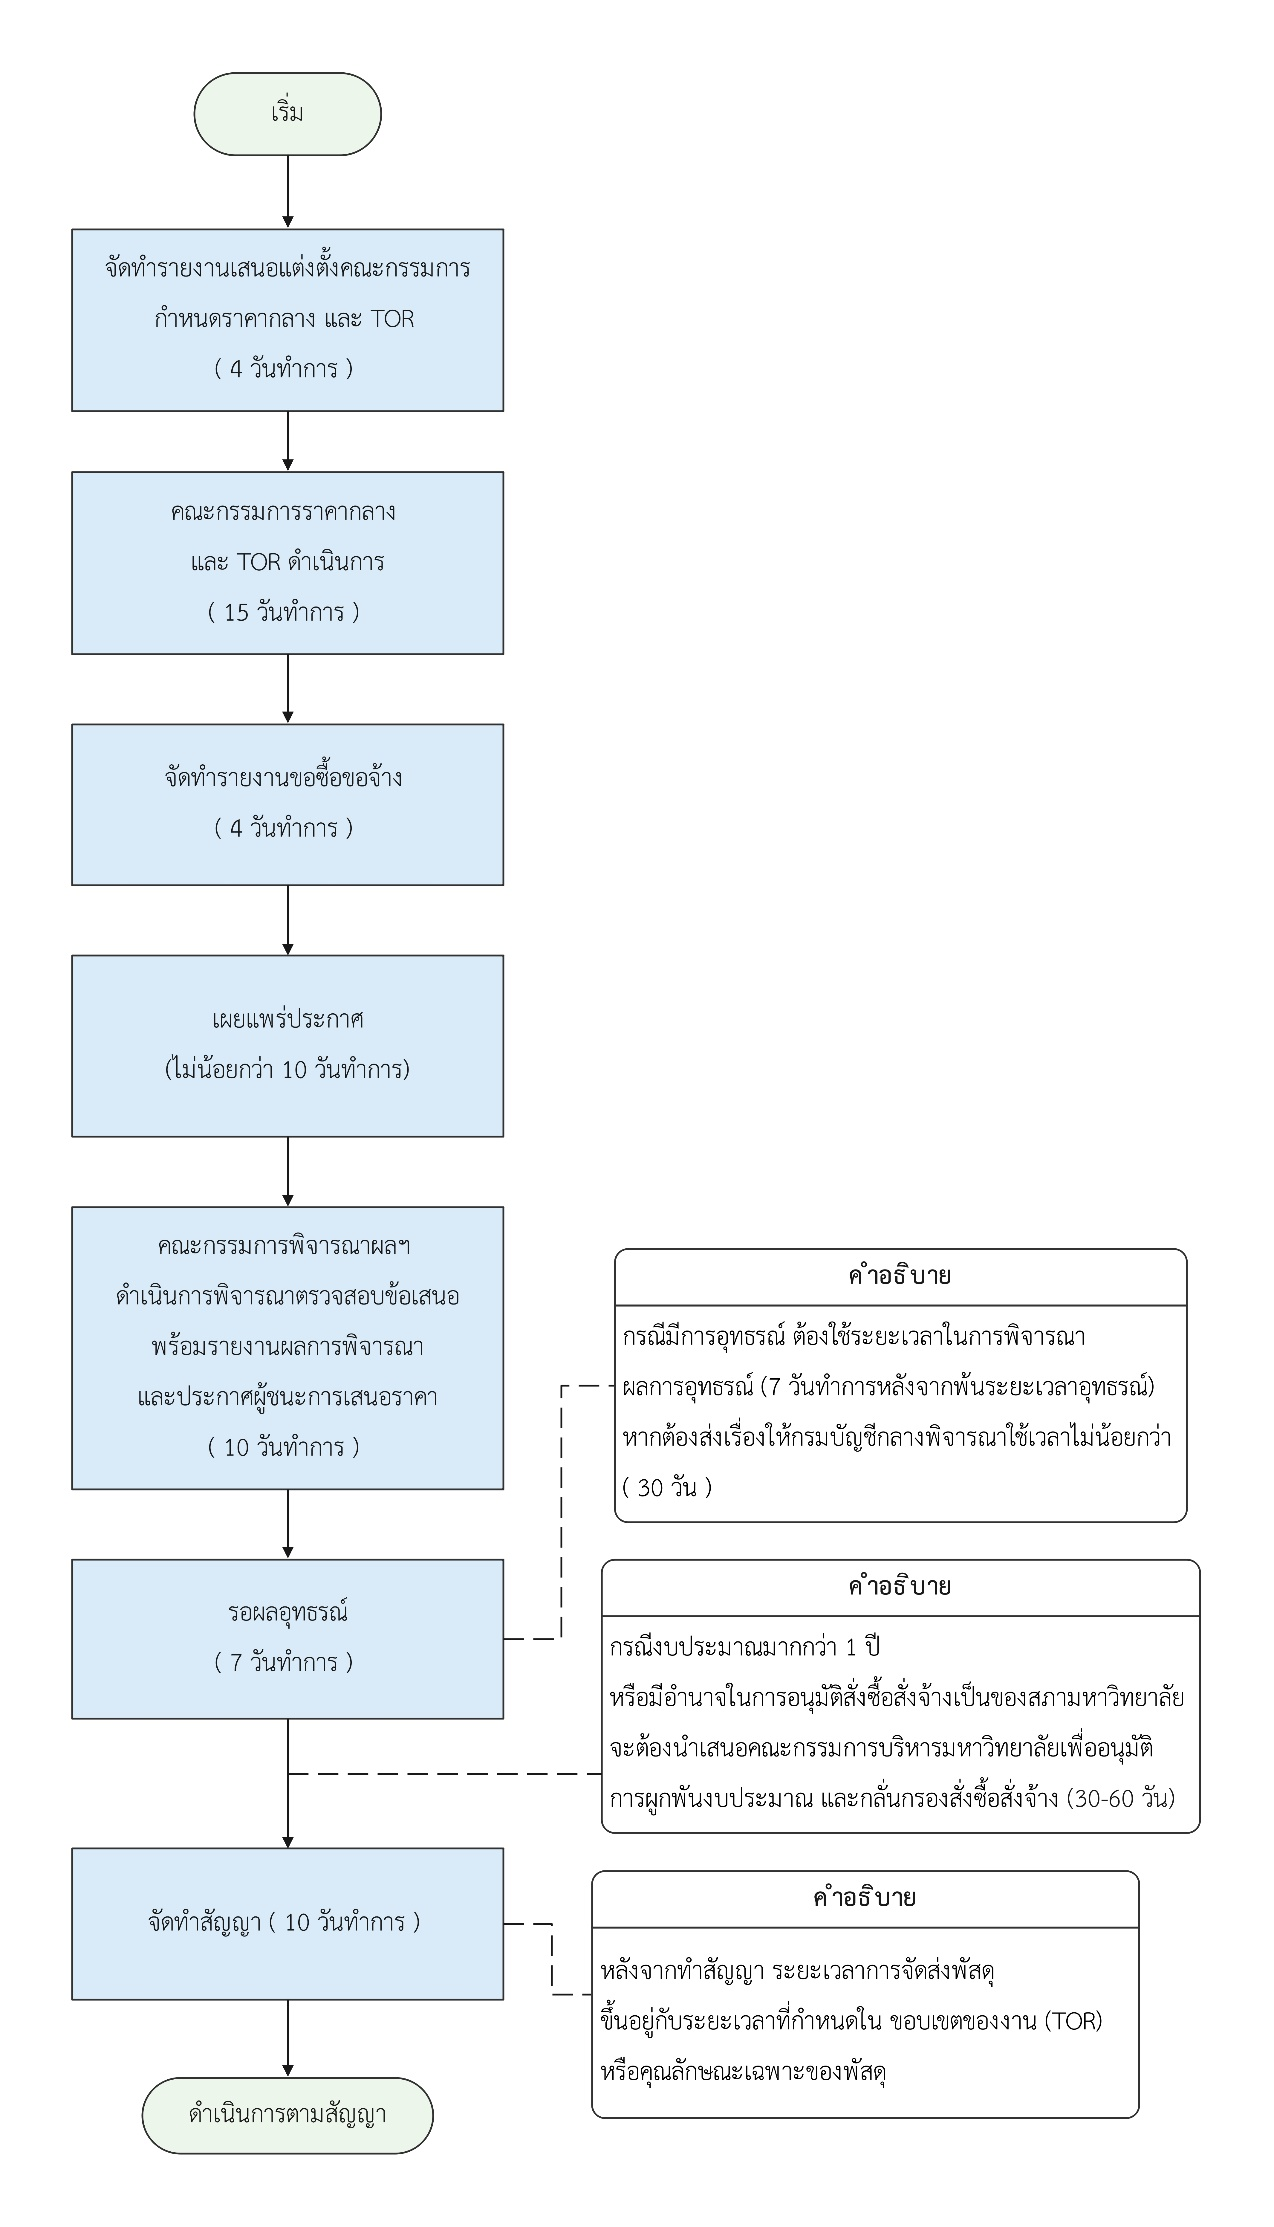 เริ่ม
จัดทำรายงานเสนอแต่งตั้งคณะกรรมการ
กำหนดราคากลาง และ TOR
( 4 วันทำการ )
คณะกรรมการราคากลาง
และ TOR ดำเนินการ
( 15 วันทำการ )
จัดทำรายงานขอซื้อขอจ้าง
( 4 วันทำการ )
เผยแพร่ประกาศ
(ไม่น้อยกว่า 10 วันทำการ)
คณะกรรมการพิจารณาผลฯ
ดำเนินการพิจารณาตรวจสอบข้อเสนอ
พร้อมรายงานผลการพิจารณา
และประกาศผู้ชนะการเสนอราคา
( 10 วันทำการ )
คำอธิบาย
กรณีมีการอุทธรณ์ ต้องใช้ระยะเวลาในการพิจารณา
ผลการอุทธรณ์ (7 วันทำการหลังจากพ้นระยะเวลาอุทธรณ์)
หากต้องส่งเรื่องให้กรมบัญชีกลางพิจารณาใช้เวลาไม่น้อยกว่า
( 30 วัน )
รอผลอุทธรณ์
( 7 วันทำการ )
คำอธิบาย
กรณีงบประมาณมากกว่า 1 ปี
หรือมีอำนาจในการอนุมัติสั่งซื้อสั่งจ้างเป็นของสภามหาวิทยาลัย
จะต้องนำเสนอคณะกรรมการบริหารมหาวิทยาลัยเพื่ออนุมัติ
การผูกพันงบประมาณ และกลั่นกรองสั่งซื้อสั่งจ้าง (30-60 วัน)
จัดทำสัญญา ( 10 วันทำการ )
คำอธิบาย
หลังจากทำสัญญา ระยะเวลาการจัดส่งพัสดุ
ขึ้นอยู่กับระยะเวลาที่กำหนดใน ขอบเขตของงาน (TOR)
หรือคุณลักษณะเฉพาะของพัสดุ
ดำเนินการตามสัญญา